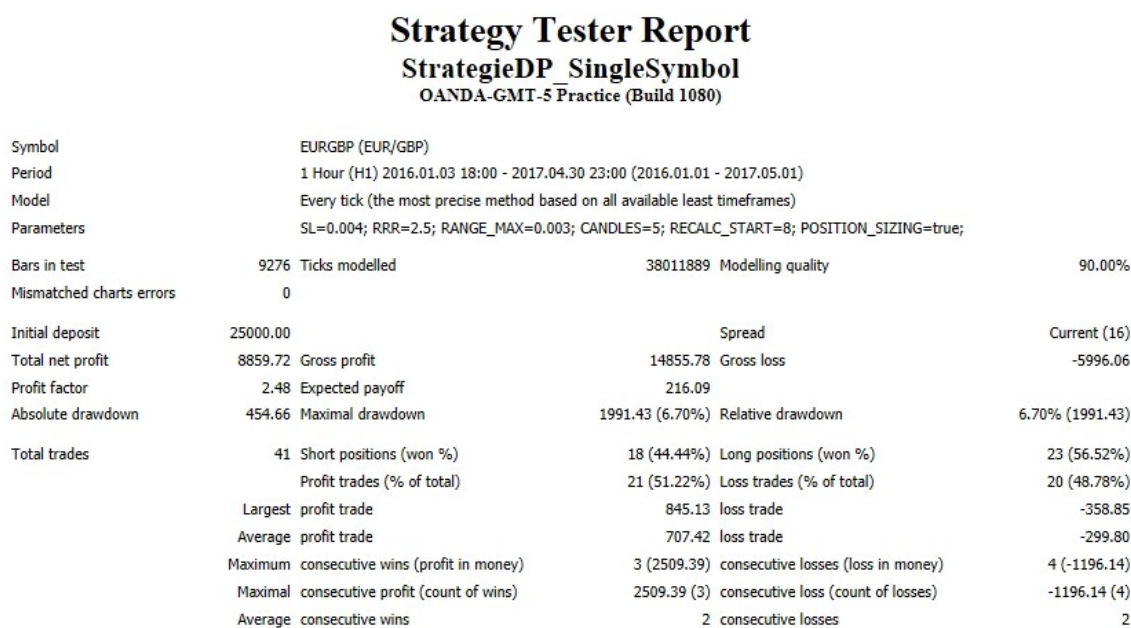 Strategy Tester Report
StrategieDP_SingleSymbol
OANDA-GMT-5 Practice (Build 1080)
Symbol EURGBP (EUR/GBP)
Period 1 Hour (H1) 2016.01.03 18:00 - 2017.04.30 23:00 (2016.01.01 - 2017.05.01)
Model Every tick (the most precise method based on all available least timeframes)
Parameters SL=0.004; RRR=2.5; RANGE_MAX=0.003; CANDLES=5; RECALC_START=8; POSITION_SIZING=true;
Bars in test 9276 Ticks modelled 38011889 Modelling quality 90.00%
Mismatched charts errors 0
Initial deposit 25000.00 Spread Current (16)
Total net profit 8859.72 Gross profit 14855.78 Gross loss -5996.06
Profit factor 2.48 Expected payoff 216.09
Absolute drawdown 454.66 Maximal drawdown 1991.43 (6.70%) Relative drawdown 6.70% (1991.43)
Total trades 41 Short positions (won %) 18 (44.44%) Long positions (won %) 23 (56.52%)
Profit trades (% of total) 21 (51.22%) Loss trades (% of total) 20 (48.78%)
Largest profit trade 845.13 loss trade -358.85
Average profit trade 707.42 loss trade -299.80
Maximum consecutive wins (profit in money) 3 (2509.39) consecutive losses (loss in money) 4 (-1196.14)
Maximal consecutive profit (count of wins) 2509.39 (3) consecutive loss (count of losses) -1196.14 (4)
Average consecutive wins 2 consecutive losses 2